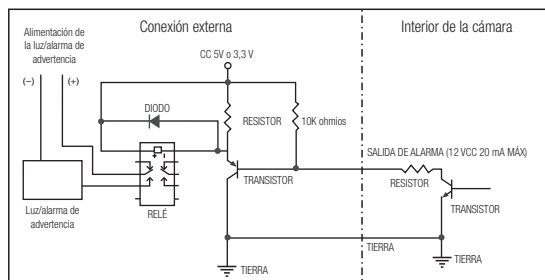 Conexión externa
Interior de la cámara
Alimentación de
la luz/alarma de
advertencia
(−)
(+)
CC 5V o 3,3 V
DIODO
RESISTOR
10K ohmios
SALIDA DE ALARMA (12 VCC 20 mA MÁX)
RESISTOR
TRANSISTOR
TRANSISTOR
RELÉ
Luz/alarma de
advertencia
TIERRA
TIERRA
TIERRA